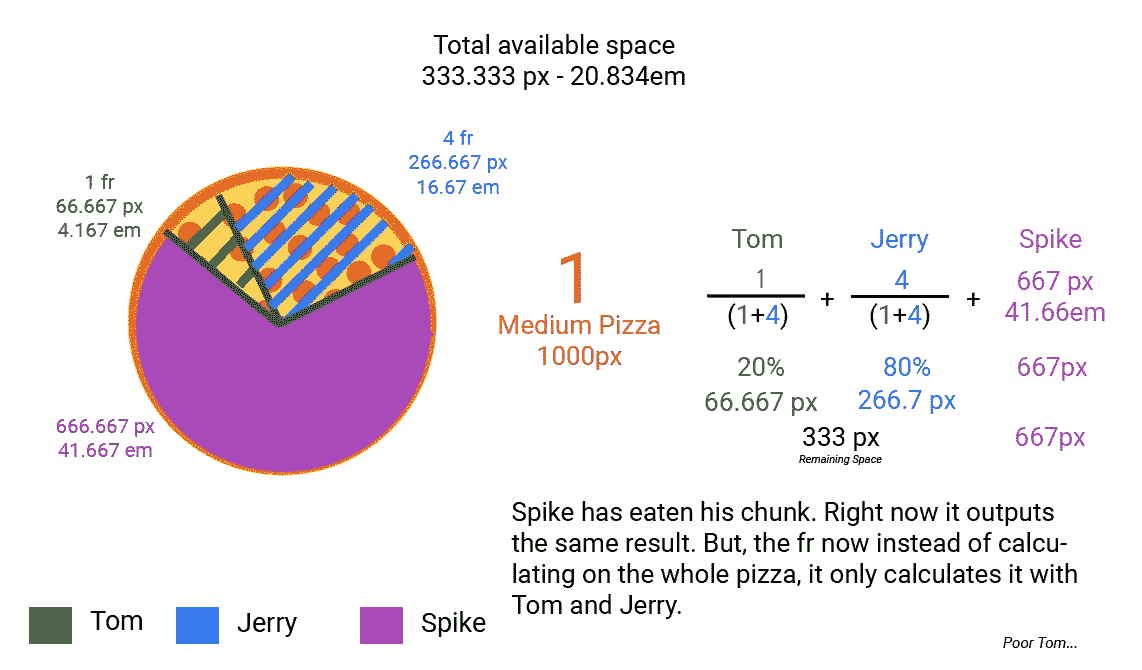 Total available space
333.333 px - 20.834em
4 fr
266.667 px
16.67 em
1 fr
66.667 px
4.167 em
666.667 px
41.667 em
1
Medium Pizza
1000px
Tom Jerry Spike
1 4 667 px
(1+4) + (1+4) + 41.66em
20% 80% 667px
66.667 px 266.7 px
333 px 667px
Remaining Space
Spike has eaten his chunk. Right now it outputs
the same result. But, the fr now instead of calcu-
lating on the whole pizza, it only calculates it with
Tom and Jerry.
Tom Jerry Spike
Poor Tom...